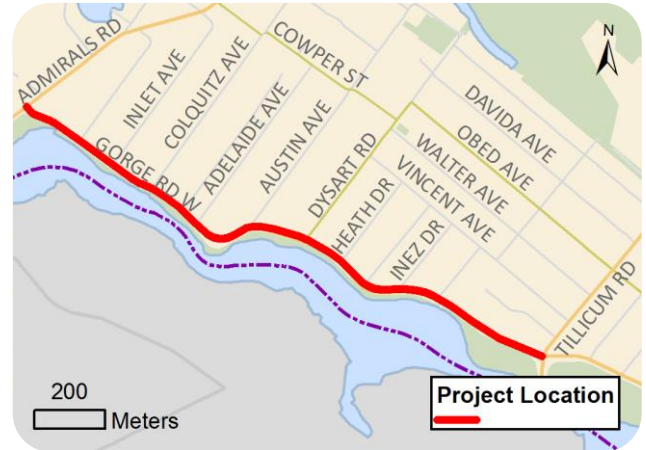 ADMIRALS RD
INLET AVE
COLQUITZ AVE
GORGE RD W
ADELAIDE AVE
AUSTIN AVE
COWPER ST
DYSART RD
HEATH DR
INEZ DR
VINCENT AVE
WALTER AVE
OBED AVE
DAVIDA AVE
TILLICUM RD
N
200
Meters
Project Location